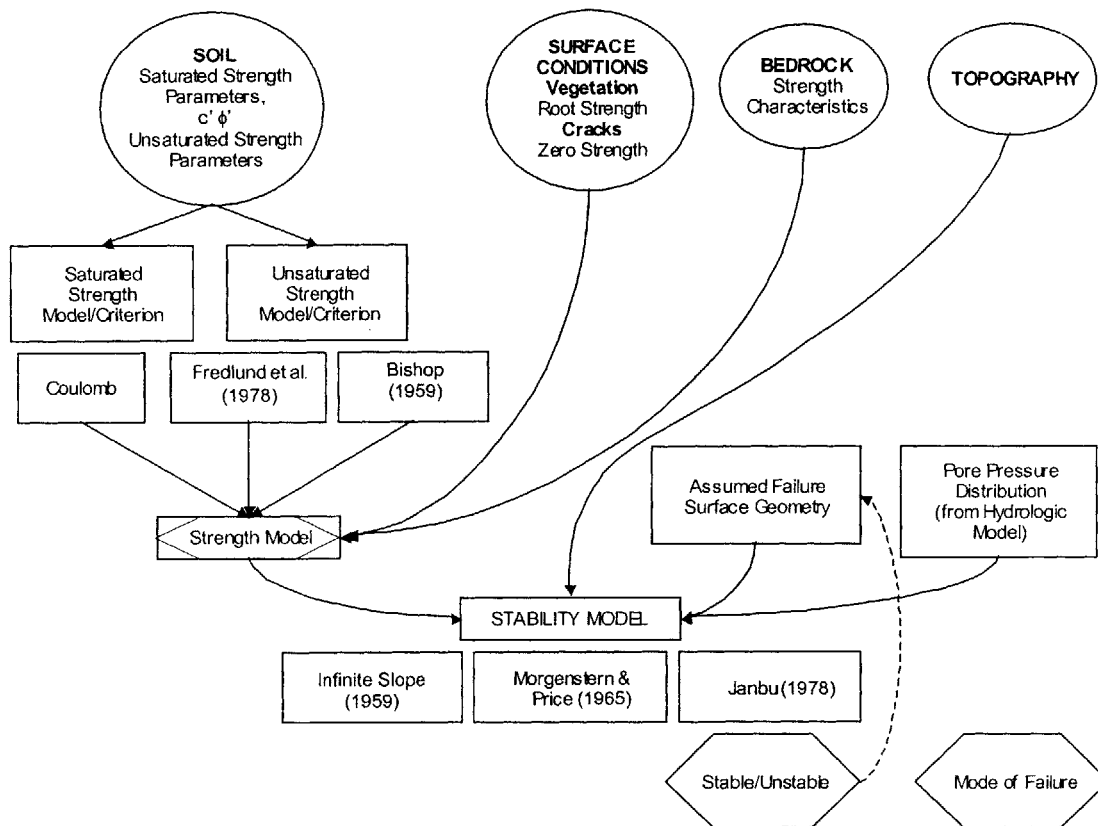 SOIL
Saturated Strength
Parameters,
c' ϕ'
Unsaturated Strength
Parameters
SURFACE
CONDITIONS
Vegetation
Root Strength
Cracks
Zero Strength
BEDROCK
Strength
Characteristics
TOPOGRAPHY
Saturated
Strength
Model/Criterion
Unsaturated
Strength
Model/Criterion
Coulomb
Fredlund et al.
(1978)
Bishop
(1959)
Assumed Failure
Surface Geometry
Pore Pressure
Distribution
(from Hydrologic
Model)
Strength Model
STABILITY MODEL
Infinite Slope
(1959)
Morgenstern &
Price (1965)
Janbu (1978)
Stable/Unstable
Mode of Failure